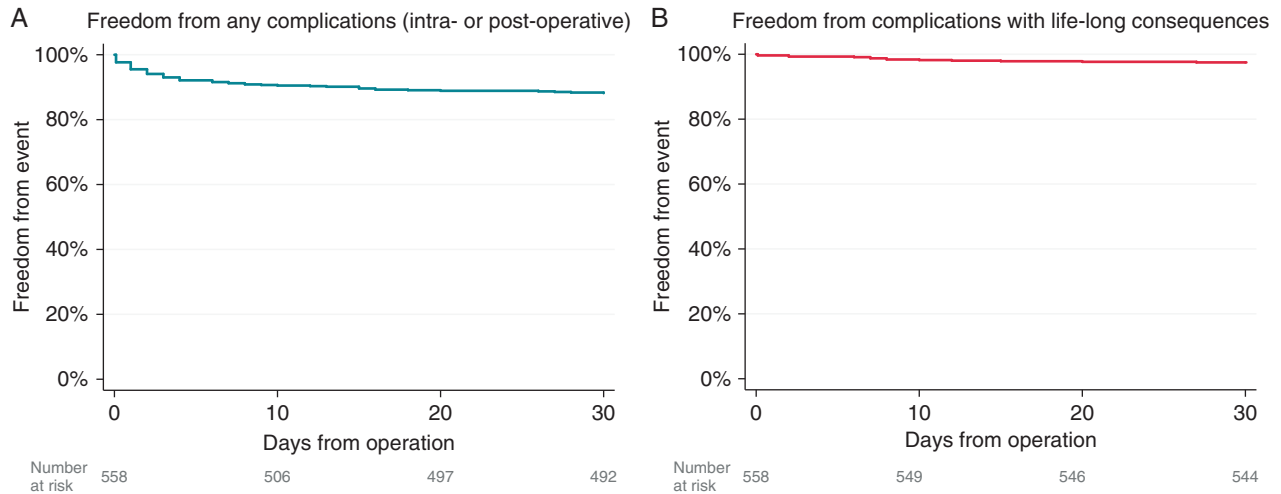 A
Freedom from any complications (intra- or post-operative)
100%
80%
60%
40%
20%
0%
Freedom from event
0 10 20 30
Days from operation
Number
at risk
558 506 497 492
B
Freedom from complications with life-long consequences
100%
80%
60%
40%
20%
0%
Freedom from event
0 10 20 30
Days from operation
Number
at risk
558 549 546 544